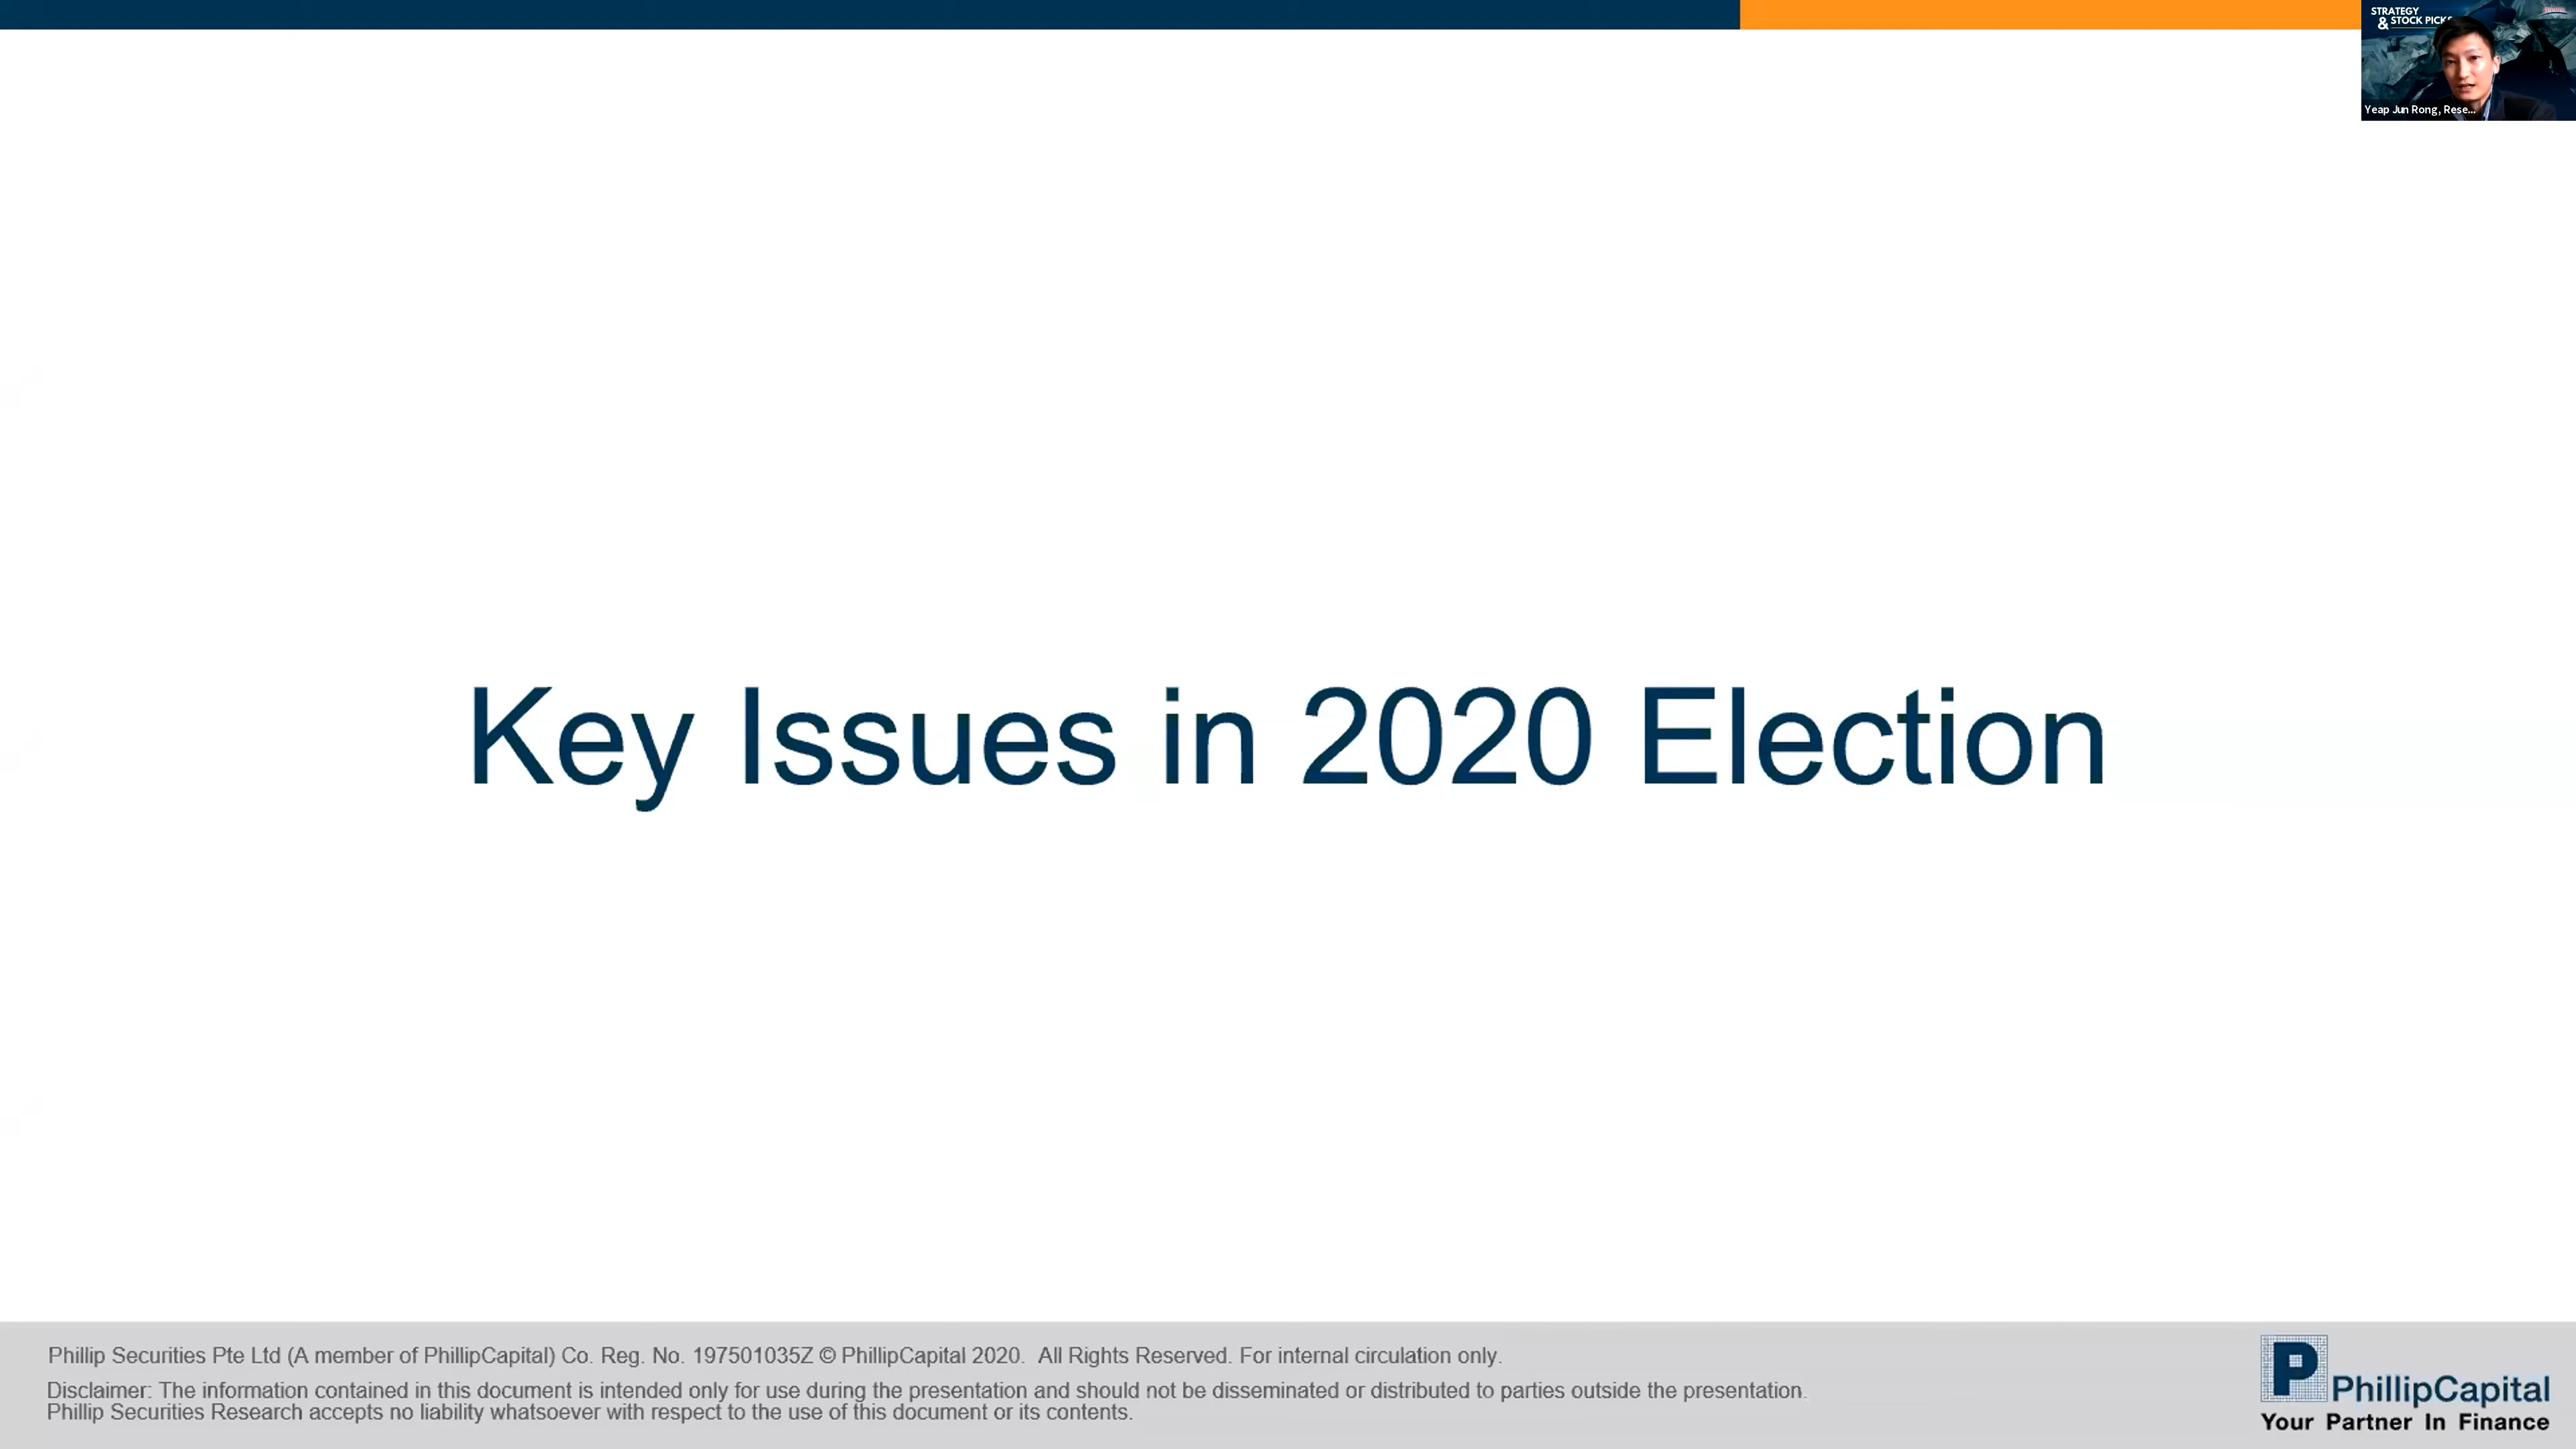 STRATEGY
& STOCK PICKS
Yeap Jun Rong, Rese...
Key Issues in 2020 Election
Phillip Securities Pte Ltd (A member of PhillipCapital) Co. Reg. No. 197501035Z © PhillipCapital 2020. All Rights Reserved. For internal circulation only.
Disclaimer: The information contained in this document is intended only for use during the presentation and should not be disseminated or distributed to parties outside the presentation.
Phillip Securities Research accepts no liability whatsoever with respect to the use of this document or its contents.
P PhillipCapital
Your Partner In Finance